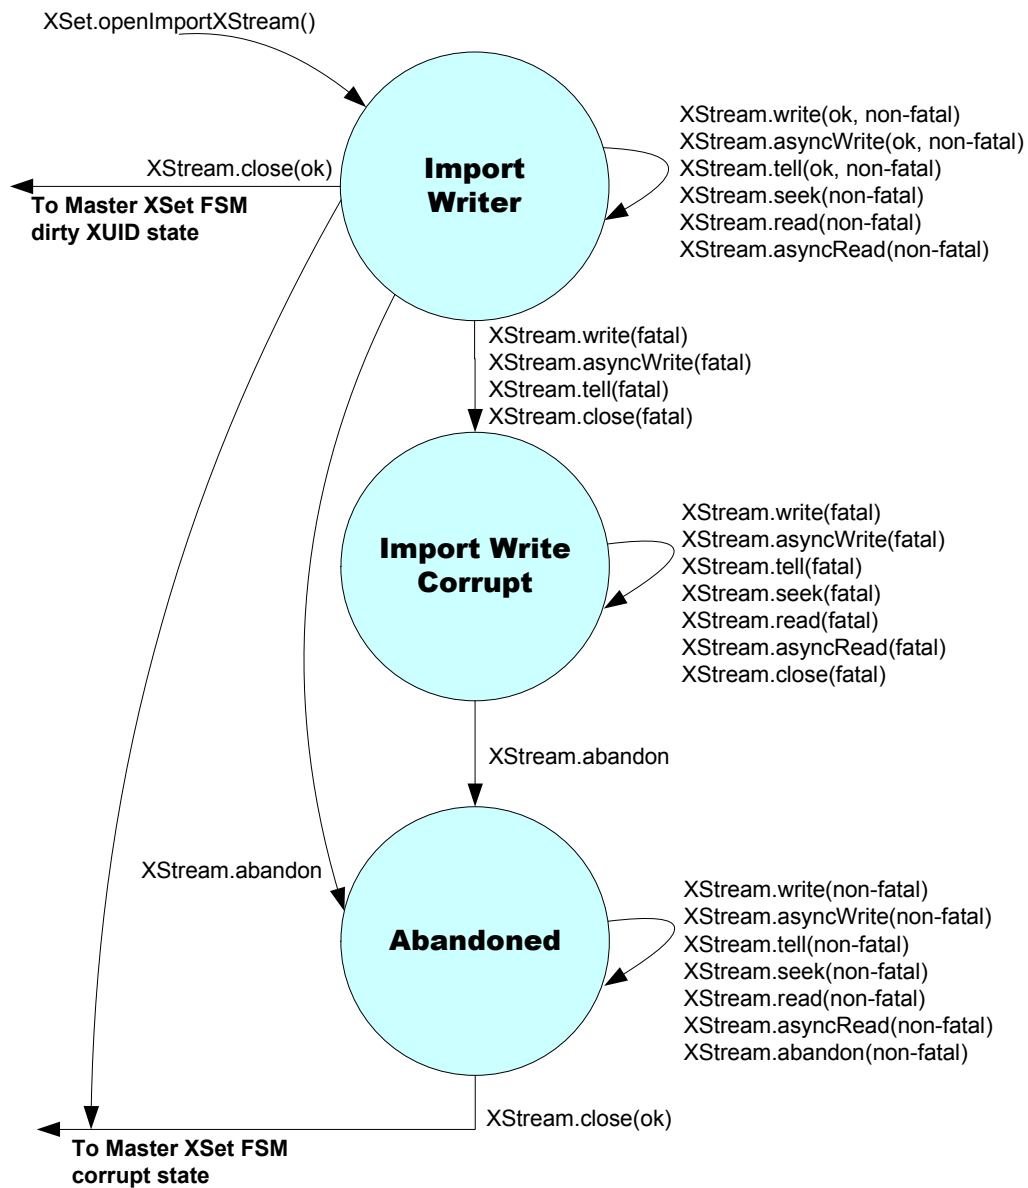 XSet.openImportXStream()
XStream.write(ok, non-fatal)
XStream.asyncWrite(ok, non-fatal)
XStream.tell(ok, non-fatal)
XStream.seek(non-fatal)
XStream.read(non-fatal)
XStream.asyncRead(non-fatal)
Import
Writer
XStream.close(ok)
To Master XSet FSM
dirty XUID state
XStream.write(fatal)
XStream.asyncWrite(fatal)
XStream.tell(fatal)
XStream.close(fatal)
Import Write
Corrupt
XStream.write(fatal)
XStream.asyncWrite(fatal)
XStream.tell(fatal)
XStream.seek(fatal)
XStream.read(fatal)
XStream.asyncRead(fatal)
XStream.close(fatal)
XStream.abandon
XStream.abandon
Abandoned
XStream.write(non-fatal)
XStream.asyncWrite(non-fatal)
XStream.tell(non-fatal)
XStream.seek(non-fatal)
XStream.read(non-fatal)
XStream.asyncRead(non-fatal)
XStream.abandon(non-fatal)
XStream.close(ok)
To Master XSet FSM
corrupt state